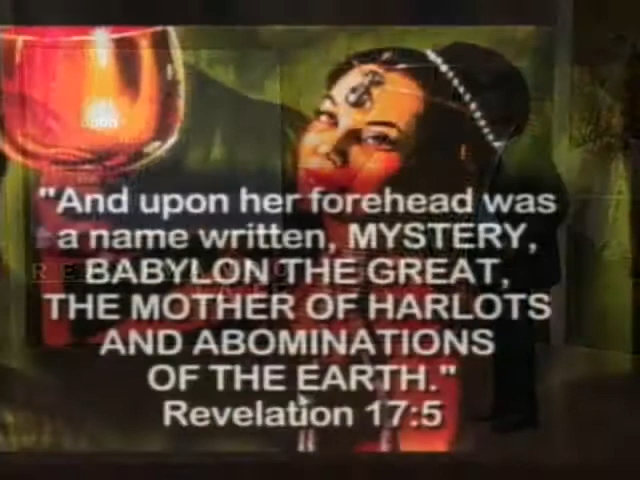 "And upon her forehead was
a name written, MYSTERY,
BABYLON THE GREAT,
THE MOTHER OF HARLOTS
AND ABOMINATIONS
OF THE EARTH."
Revelation 17:5